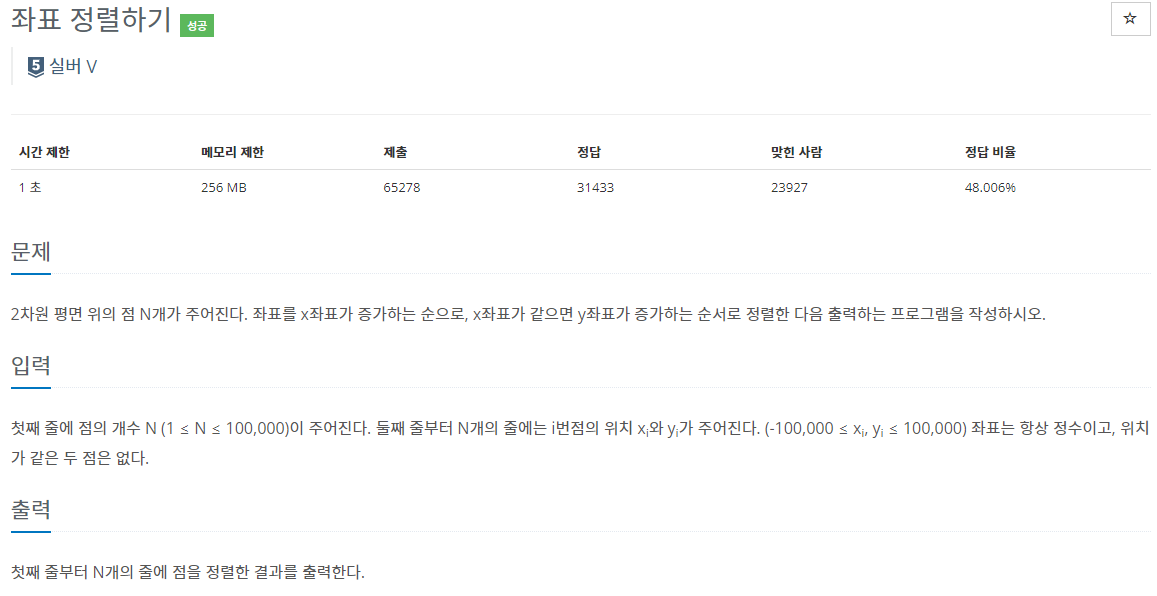 좌표 정렬하기 성공
☆
5 실버 V
시간 제한 메모리 제한 제출 정답 맞힌 사람 정답 비율
1 초 256 MB 65278 31433 23927 48.006%
문제
2차원 평면 위의 점 N개가 주어진다. 좌표를 x좌표가 증가하는 순으로, x좌표가 같으면 y좌표가 증가하는 순서로 정렬한 다음 출력하는 프로그램을 작성하시오.
입력
첫째 줄에 점의 개수 N (1 ≤ N ≤ 100,000)이 주어진다. 둘째 줄부터 N개의 줄에는 i번점의 위치 xi와 yi가 주어진다. (-100,000 ≤ xi, yi ≤ 100,000) 좌표는 항상 정수이고, 위치
가 같은 두 점은 없다.
출력
첫째 줄부터 N개의 줄에 점을 정렬한 결과를 출력한다.